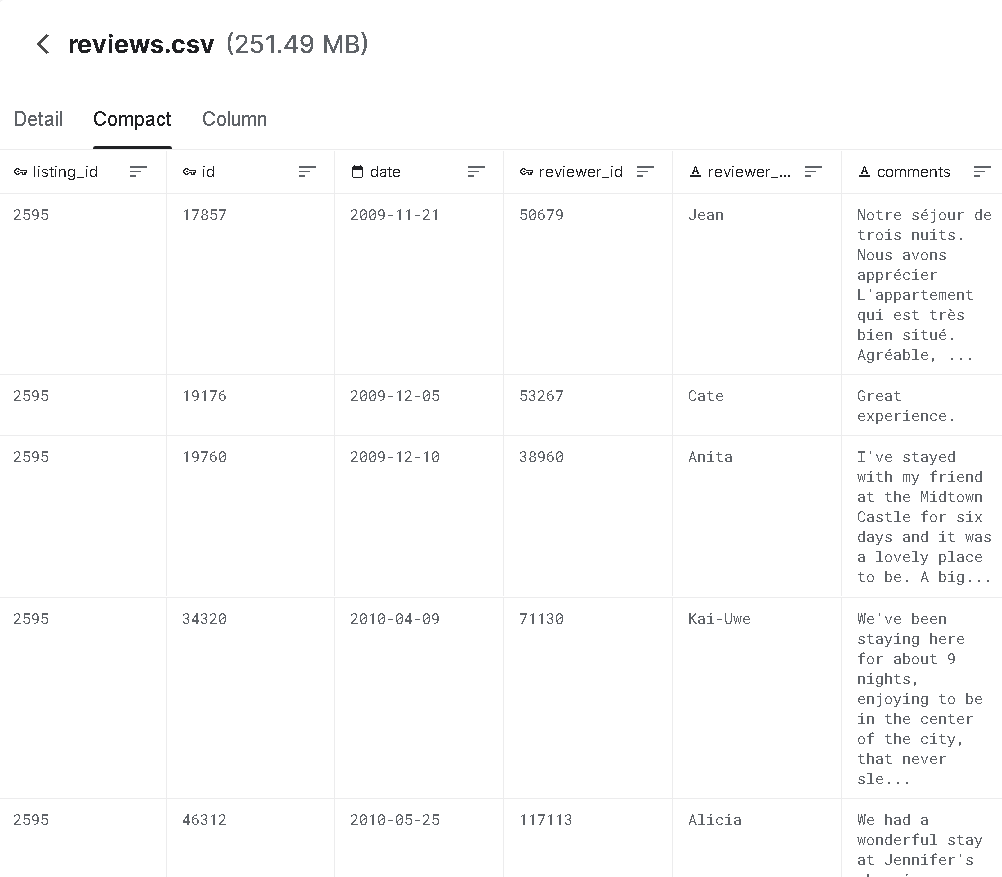 reviews.csv (251.49 MB)
Detail Compact Column
listing_id id date reviewer_id reviewer_... comments
2595 17857 2009-11-21 50679 Jean Notre séjour de
trois nuits.
Nous avons
apprécier
L'appartement
qui est très
bien situé.
Agréable, ...
2595 19176 2009-12-05 53267 Cate Great
experience.
2595 19760 2009-12-10 38960 Anita I've stayed
with my friend
at the Midtown
Castle for six
days and it was
a lovely place
to be. A big...
2595 34320 2010-04-09 71130 Kai-Uwe We've been
staying here
for about 9
nights,
enjoying to be
in the center
of the city,
that never
sle...
2595 46312 2010-05-25 117113 Alicia We had a
wonderful stay
at Jennifer's